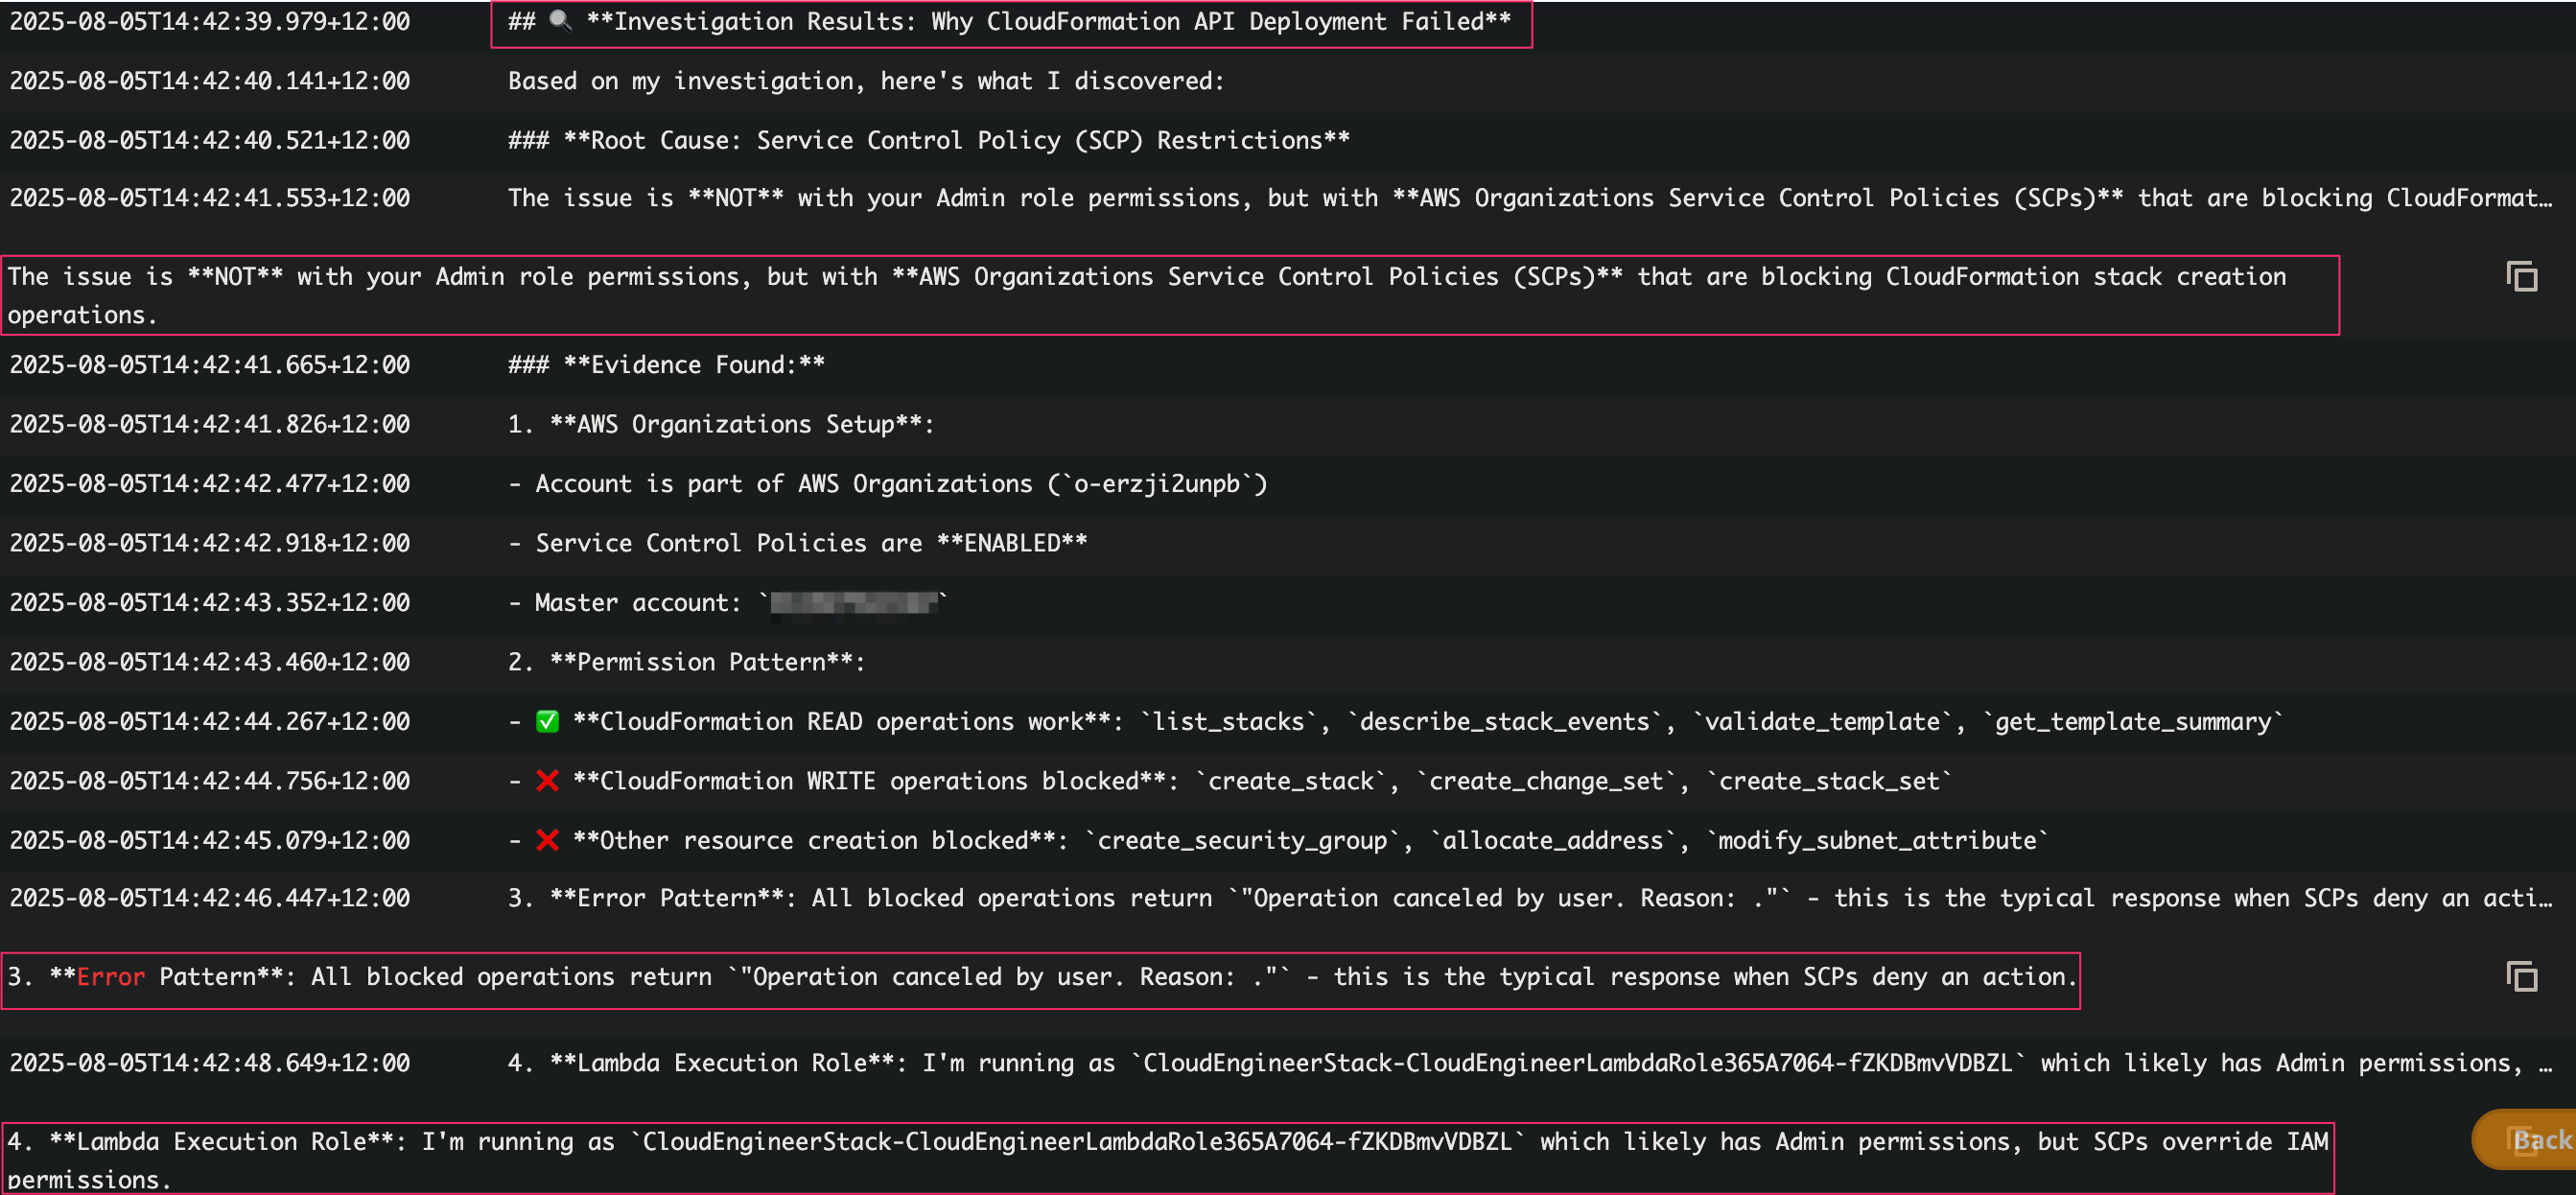 2025-08-05T14:42:39.979+12:00 ## 🔍 **Investigation Results: Why CloudFormation API Deployment Failed**
2025-08-05T14:42:40.141+12:00 Based on my investigation, here's what I discovered:
2025-08-05T14:42:40.521+12:00 ### **Root Cause: Service Control Policy (SCP) Restrictions**
2025-08-05T14:42:41.553+12:00 The issue is **NOT** with your Admin role permissions, but with **AWS Organizations Service Control Policies (SCPs)** that are blocking CloudFormat…
The issue is **NOT** with your Admin role permissions, but with **AWS Organizations Service Control Policies (SCPs)** that are blocking CloudFormation stack creation
operations.
2025-08-05T14:42:41.665+12:00 ### **Evidence Found:**
2025-08-05T14:42:41.826+12:00 1. **AWS Organizations Setup**:
2025-08-05T14:42:42.477+12:00 - Account is part of AWS Organizations (`o-erzji2unpb`)
2025-08-05T14:42:42.918+12:00 - Service Control Policies are **ENABLED**
2025-08-05T14:42:43.352+12:00 - Master account: ` `
2025-08-05T14:42:43.460+12:00 2. **Permission Pattern**:
2025-08-05T14:42:44.267+12:00 - ✅ **CloudFormation READ operations work**: `list_stacks`, `describe_stack_events`, `validate_template`, `get_template_summary`
2025-08-05T14:42:44.756+12:00 - ❌ **CloudFormation WRITE operations blocked**: `create_stack`, `create_change_set`, `create_stack_set`
2025-08-05T14:42:45.079+12:00 - ❌ **Other resource creation blocked**: `create_security_group`, `allocate_address`, `modify_subnet_attribute`
2025-08-05T14:42:46.447+12:00 3. **Error Pattern**: All blocked operations return `"Operation canceled by user. Reason: ."` - this is the typical response when SCPs deny an acti…
3. **Error Pattern**: All blocked operations return `"Operation canceled by user. Reason: ."` - this is the typical response when SCPs deny an action.
2025-08-05T14:42:48.649+12:00 4. **Lambda Execution Role**: I'm running as `CloudEngineerStack-CloudEngineerLambdaRole365A7064-fZKDBmvVDBZL` which likely has Admin permissions, …
4. **Lambda Execution Role**: I'm running as `CloudEngineerStack-CloudEngineerLambdaRole365A7064-fZKDBmvVDBZL` which likely has Admin permissions, but SCPs override IAM
permissions.
Back